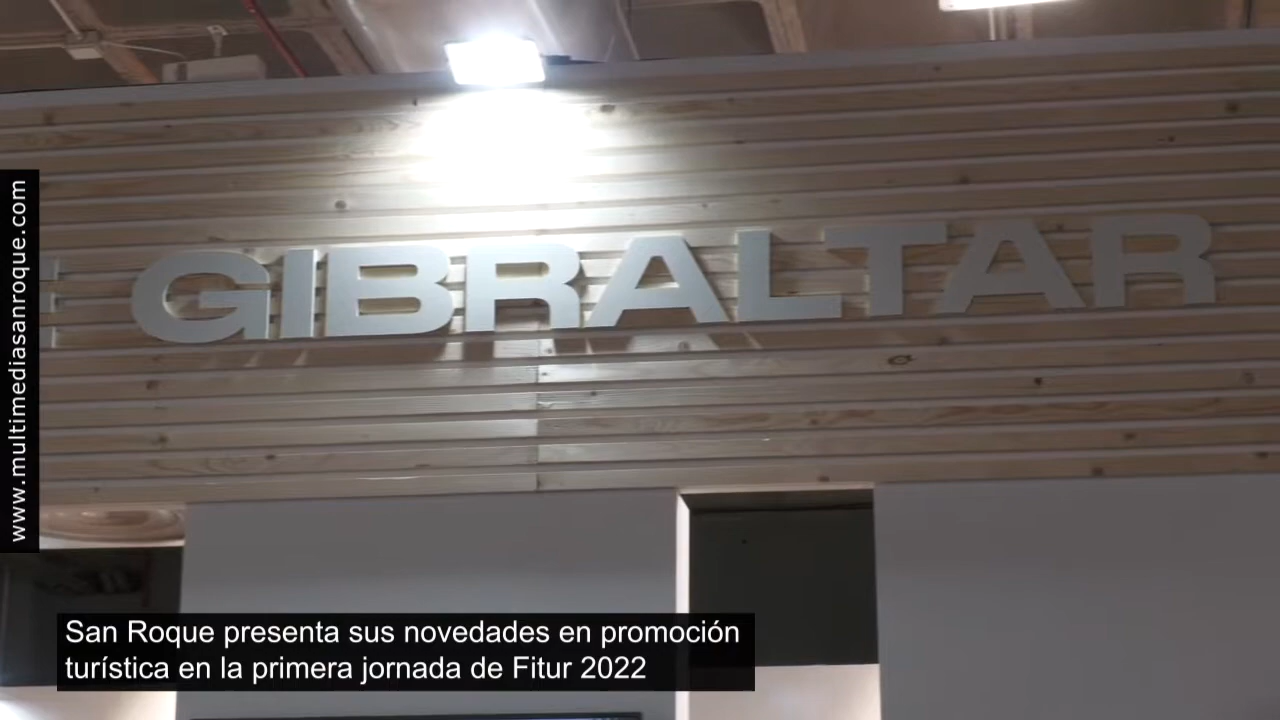 GIBRALTAR
www.multimediasanroque.com
San Roque presenta sus novedades en promoción
turística en la primera jornada de Fitur 2022